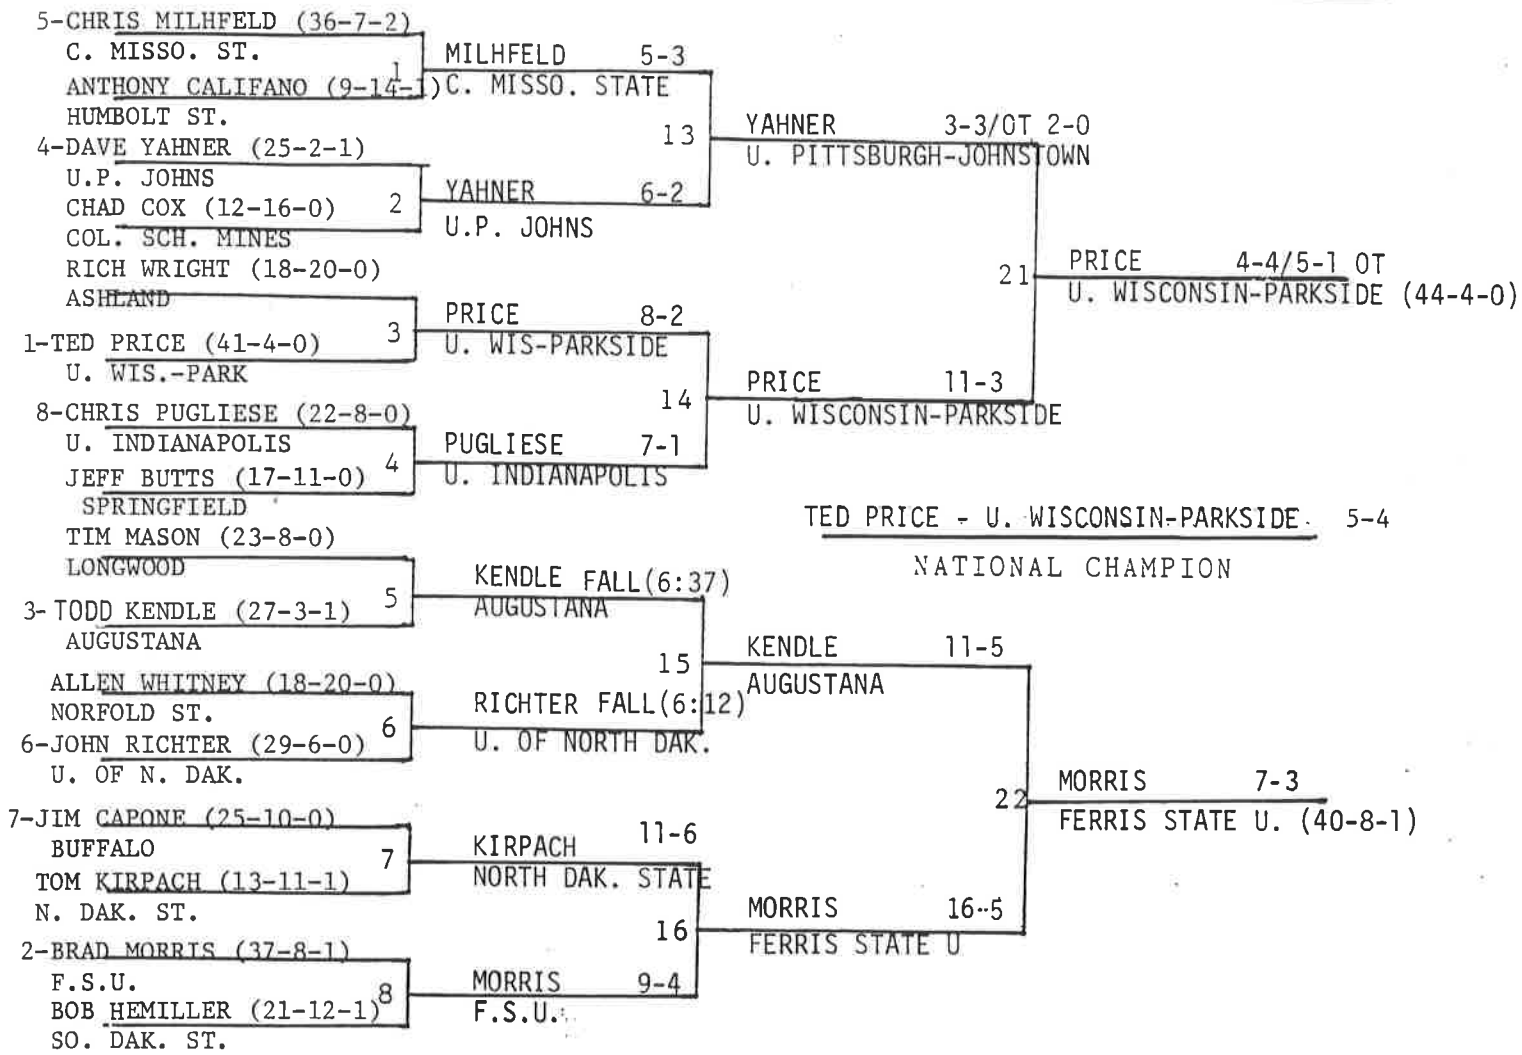 5-CHRIS MILHFELD (36-7-2)
C. MISSO. ST.
1
ANTHONY CALIFANO (9-14-1)
HUMBOLT ST.
4-DAVE YAHNER (25-2-1)
U.P. JOHNS
2
CHAD COX (12-16-0)
COL. SCH. MINES
RICH WRIGHT (18-20-0)
ASHLAND
3
1-TED PRICE (41-4-0)
U. WIS.-PARK
8-CHRIS PUGLIESE (22-8-0)
U. INDIANAPOLIS
4
JEFF BUTTS (17-11-0)
SPRINGFIELD
TIM MASON (23-8-0)
LONGWOOD
5
3-TODD KENDLE (27-3-1)
AUGUSTANA
ALLEN WHITNEY (18-20-0)
NORFOLD ST.
6
6-JOHN RICHTER (29-6-0)
U. OF N. DAK.
7-JIM CAPONE (25-10-0)
BUFFALO
7
TOM KIRPACH (13-11-1)
N. DAK. ST.
2-BRAD MORRIS (37-8-1)
F.S.U.
8
BOB HEMILLER (21-12-1)
SO. DAK. ST.
MILHFELD 5-3
C. MISSO. STATE
13
YAHNER 6-2
U.P. JOHNS
PRICE 8-2
U. WIS-PARKSIDE
14
PUGLIESE 7-1
U. INDIANAPOLIS
KENDLE FALL(6:37)
AUGUSTANA
15
RICHTER FALL(6:12)
U. OF NORTH DAK.
KIRPACH 11-6
NORTH DAK. STATE
16
MORRIS 9-4
F.S.U.
YAHNER 3-3/OT 2-0
U. PITTSBURGH-JOHNSTOWN
21
PRICE 11-3
U. WISCONSIN-PARKSIDE
KENDLE 11-5
AUGUSTANA
22
MORRIS 16-5
FERRIS STATE U
PRICE 4-4/5-1 OT
U. WISCONSIN-PARKSIDE (44-4-0)
TED PRICE - U. WISCONSIN-PARKSIDE 5-4
NATIONAL CHAMPION
MORRIS 7-3
FERRIS STATE U. (40-8-1)